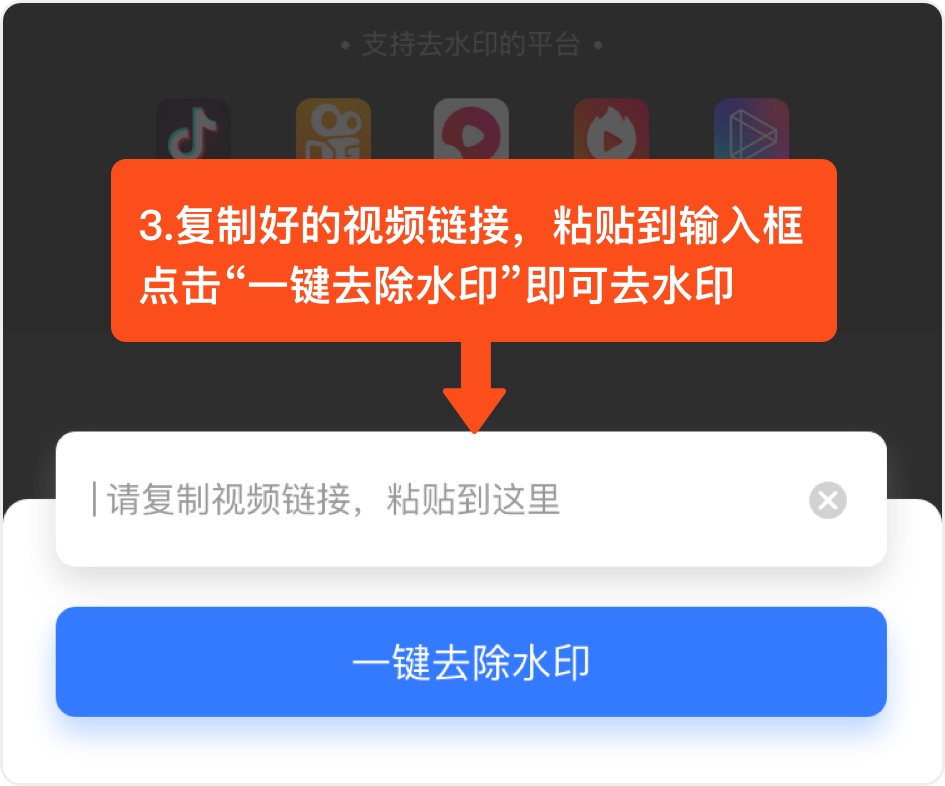 • 支持去水印的平台 •
3.复制好的视频链接，粘贴到输入框
点击“一键去除水印”即可去水印
请复制视频链接，粘贴到这里
一键去除水印